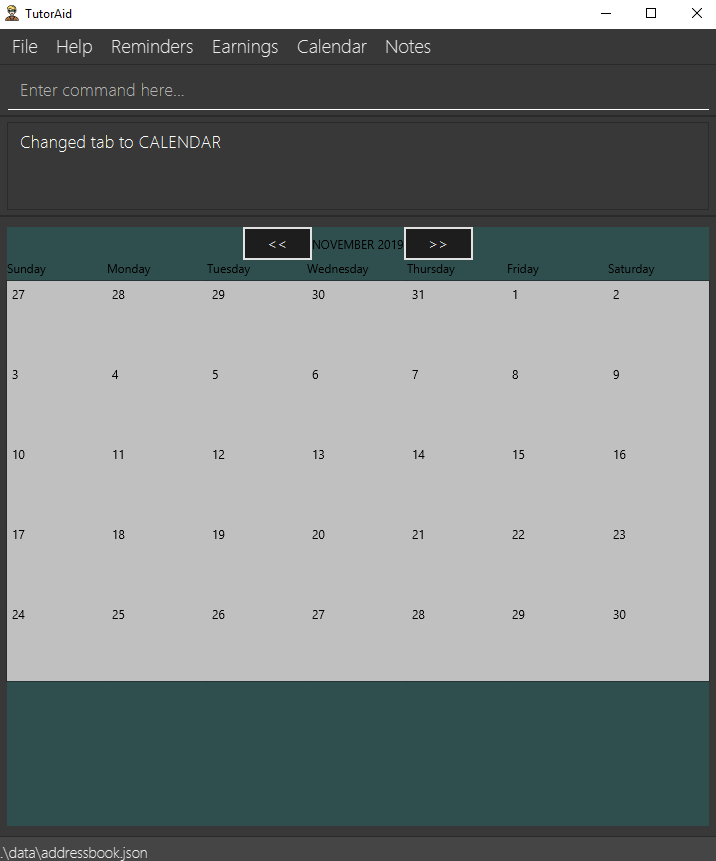 TutorAid
File Help Reminders Earnings Calendar Notes
Enter command here...
Changed tab to CALENDAR
<< NOVEMBER 2019 >>
Sunday Monday Tuesday Wednesday Thursday Friday Saturday
27 28 29 30 31 1 2
3 4 5 6 7 8 9
10 11 12 13 14 15 16
17 18 19 20 21 22 23
24 25 26 27 28 29 30
.\data\addressbook.json